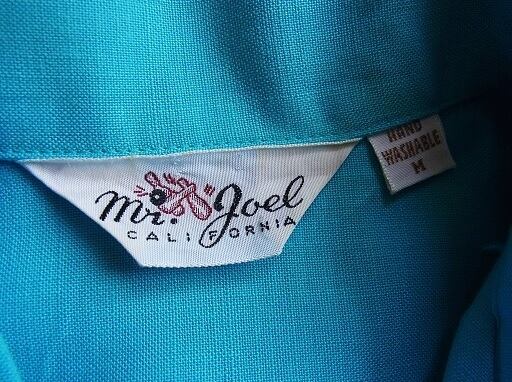 Mr. Joel
CALIFORNIA
HAND
WASHABLE
M